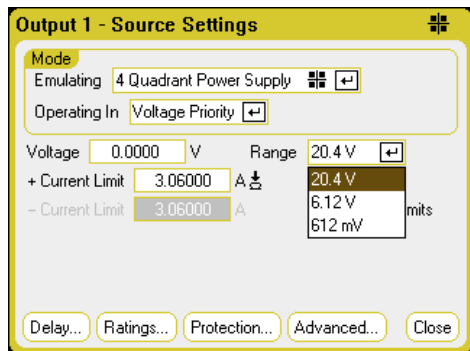 Output 1 - Source Settings
Mode
Emulating 4 Quadrant Power Supply
Operating In Voltage Priority
Voltage 0.0000 V Range 20.4 V
+ Current Limit 3.06000 A 20.4 V
- Current Limit 3.06000 A 6.12 V mits
612 mV
Delay... Ratings... Protection... Advanced... Close